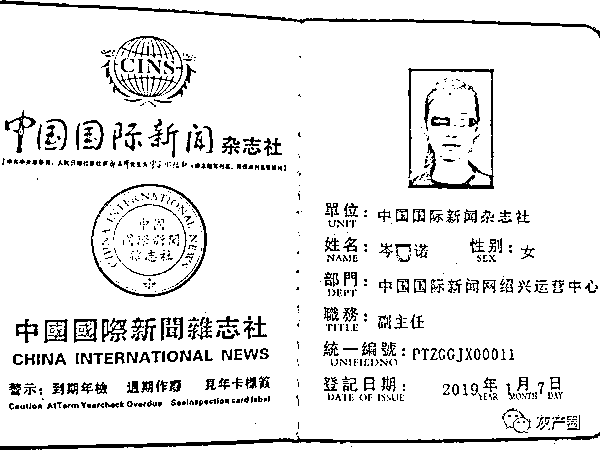 CINS
中国国际新闻杂志社
CHINA INTERNATIONAL NEWS
中国
国际新闻
杂志社
中國國際新聞雜志社
CHINA INTERNATIONAL NEWS
警示：到期年檢 過期作廢 見年卡標簽
Caution AtTerm Yearcheck Overdue Seeinspection card label
單位：中国国际新闻杂志社
UNIT
姓名：岑 诺 性别：女
NAME SEX
部門：中国国际新闻网绍兴运营中心
DEPT
職務：副主任
TITLE
統一編號：PTZGGJX00011
UNIFIEDNO
登記日期：2019年1月7日
DATE OF ISSUE YEAR MONTH DAY
灰产圈